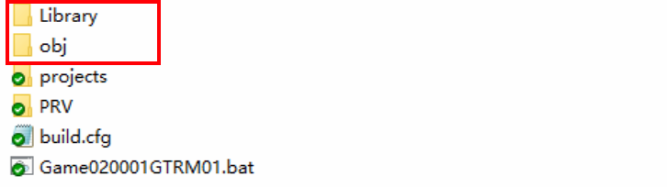 Library
obj
projects
PRV
build.cfg
Game020001GTRM01.bat